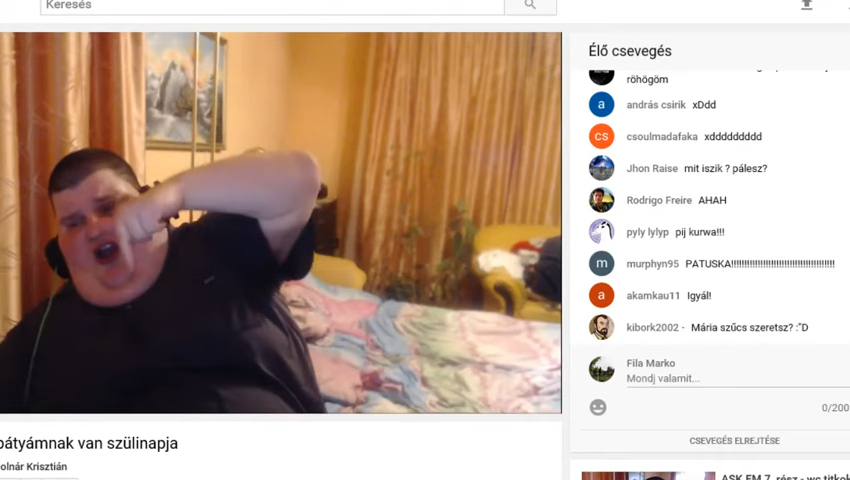 Keresés
Élő csevegés
röhögöm
a andrás csirik xDdd
cs csoulmadafaka xddddddddd
Jhon Raise mit iszik ? pálesz?
Rodrigo Freire AHAH
pyly lylyp pij kurwa!!!
m murphyn95 PATUSKA!!!!!!!!!!!!!!!!!!!!!!!!!!!!!!!!!!!!!!!!
a akamkau11 Igyál!
kibork2002 · Mária szűcs szeretsz? :"D
Fila Marko
Mondj valamit...
0/200
CSEVEGÉS ELREJTÉSE
pátyámnak van szülinapja
olnár Krisztián
ASK FM 7. rész - wc titkok